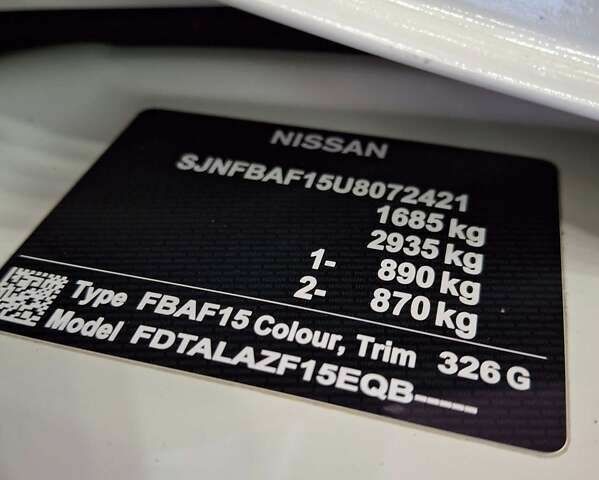 NISSAN
SJNFBAF15U8072421
1685 kg
2935 kg
1- 890 kg
2- 870 kg
Type FBAF15 Colour, Trim 326 G
Model FDTALAZF15EQB-----